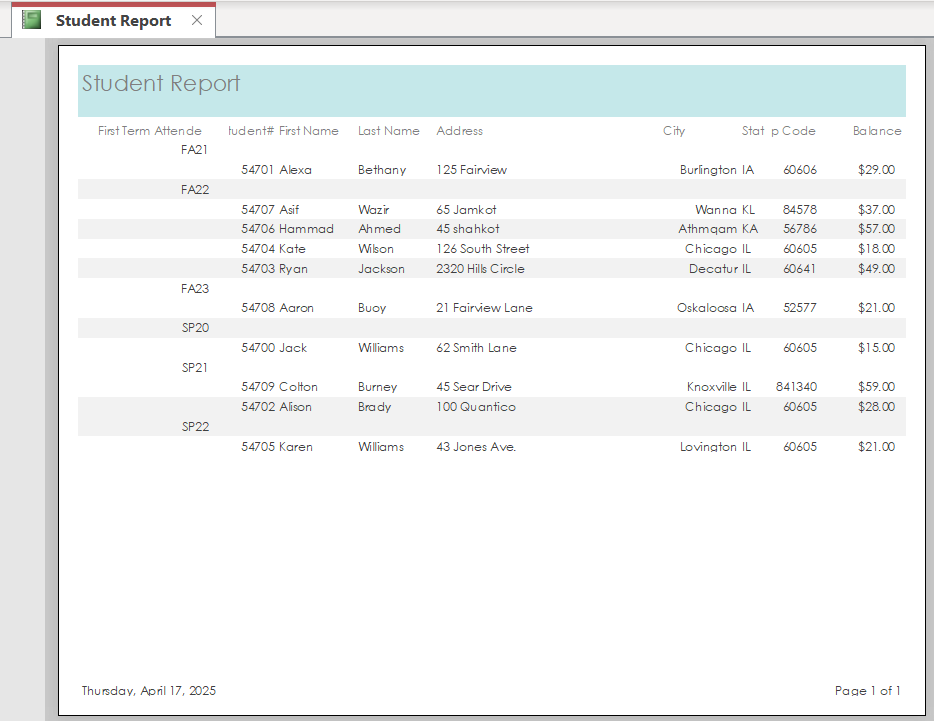 Student Report
Student Report
First Term Attende tudent# First Name Last Name Address City Stat p Code Balance
FA21
54701 Alexa Bethany 125 Fairview Burlington IA 60606 $29.00
FA22
54707 Asif Wazir 65 Jamkot Wanna KL 84578 $37.00
54706 Hammad Ahmed 45 shahkot Athmqam KA 56786 $57.00
54704 Kate Wilson 126 South Street Chicago IL 60605 $18.00
54703 Ryan Jackson 2320 Hills Circle Decatur IL 60641 $49.00
FA23
54708 Aaron Buoy 21 Fairview Lane Oskaloosa IA 52577 $21.00
SP20
54700 Jack Williams 62 Smith Lane Chicago IL 60605 $15.00
SP21
54709 Colton Burney 45 Sear Drive Knoxville IL 841340 $59.00
54702 Alison Brady 100 Quantico Chicago IL 60605 $28.00
SP22
54705 Karen Williams 43 Jones Ave. Lovington IL 60605 $21.00
Thursday, April 17, 2025 Page 1 of 1